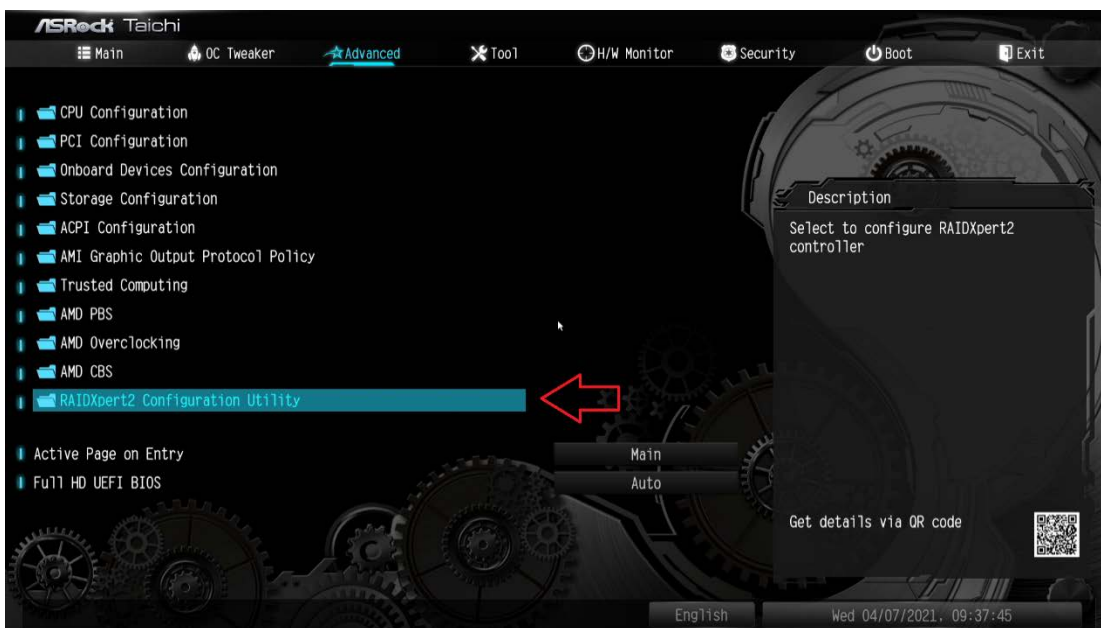 ASRock Taichi
Main OC Tweaker Advanced Tool H/W Monitor Security Boot Exit
CPU Configuration
PCI Configuration
Onboard Devices Configuration
Storage Configuration
ACPI Configuration
AMI Graphic Output Protocol Policy
Trusted Computing
AMD PBS
AMD Overclocking
AMD CBS
RAIDXpert2 Configuration Utility
Active Page on Entry Main
Full HD UEFI BIOS Auto
Description
Select to configure RAIDXpert2
controller
Get details via QR code
English Wed 04/07/2021, 09:37:45